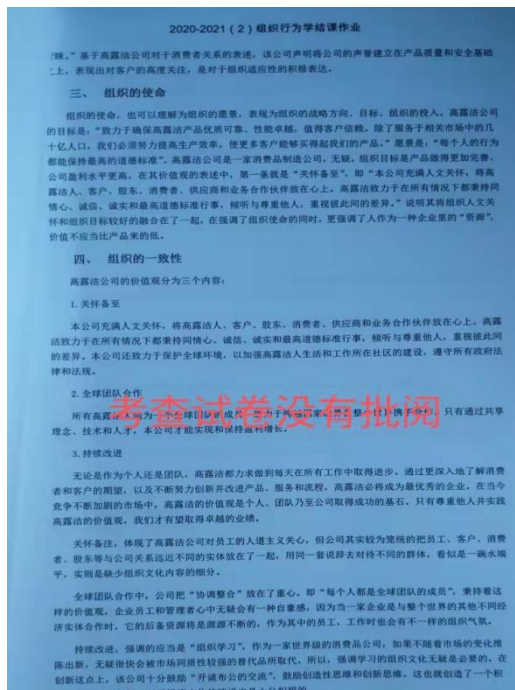 2020-2021（2）组织行为学结课作业
基于高露洁公司对于消费者关系的表述，该公司声明将公司的声誉建立在产品质量和安全基础
之上，表现出对客户的高度关注，是对于组织适应性的积极表达。
三、 组织的使命
组织的使命，也可以理解为组织的愿景，表现为组织的战略方向、目标、组织的投入。高露洁公司
的目标是：“致力于确保高露洁产品优质可靠、性能卓越，值得客户信赖。除了服务于相关市场中的几
十亿人口，我们必须努力提高生产效率，使更多客户能够买得起我们的产品。”愿景是：“每个人的行为
都能保持最高的道德标准”。高露洁公司是一家消费品制造公司，无疑，组织目标是产品做得更加完善、
公司盈利水平更高，在其价值观的表述中，第一条就是“关怀备至”，即“本公司充满人文关怀，将高
露洁人、客户、股东、消费者、供应商和业务合作伙伴放在心上。高露洁致力于在所有情况下都秉持同
情心、诚信、诚实和最高道德标准行事，倾听与尊重他人，重视彼此间的差异。”说明其将组织人文关
怀和组织目标较好的融合在了一起，在强调了组织使命的同时，更强调了人作为一种企业里的“资源”，
价值不应当比产品来的低。
四、 组织的一致性
高露洁公司的价值观分为三个内容：
1.关怀备至
本公司充满人文关怀，将高露洁人、客户、股东、消费者、供应商和业务合作伙伴放在心上。高露
洁致力于在所有情况下都秉持同情心、诚信、诚实和最高道德标准行事，倾听与尊重他人，重视彼此间
的差异。本公司还致力于保护全球环境，以加强高露洁人生活和工作所在社区的建设，遵守所有政府法
律和法规。
2.全球团队合作
所有高露洁人均为一个全球团队的成员，
考查试卷没有批阅
只有通过共享
理念、技术和人才，本公司才能实现和保持盈利增长。
3.持续改进
无论是作为个人还是团队，高露洁都力求做到每天在所有工作中取得进步。通过更深入地了解消费
者和客户的期望，以及不断努力创新并改进产品、服务和流程，高露洁必将成为最优秀的企业。在当今
竞争不断加剧的市场中，高露洁的价值观是个人、团队乃至公司取得成功的基石。只有尊重他人并实践
高露洁的价值观，我们才有望取得卓越的业绩。
关怀备注，体现了高露洁公司对员工的人道主义关心，但公司其实较为笼统的把员工、客户、消费
者、股东等与公司关系远近不同的实体放在了一起，用同一套说辞去对待不同的群体，看似是一碗水端
平，实则是缺少组织文化内容的细分。
全球团队合作中，公司把“协调整合”放在了重心，即“每个人都是全球团队的成员”，秉持着这
样的价值观，企业员工和管理者心中无疑会有一种自豪感，因为当一家企业是与整个世界的其他不同经
济实体合作时，它的后备资源将是源源不断的，作为其中的员工，工作时也会有不一样的组织气氛。
持续改进，强调的应当是“组织学习”，作为一家世界级的消费品公司，如果不随着市场的变化推
陈出新，无疑很快会被市场同质性较强的替代品所取代，所以，强调学习的组织文化无疑是必要的。在
创新这点上，该公司十分鼓励“开诚布公的交流”，鼓励创造性思维和创新思维。这也就创造了一个积